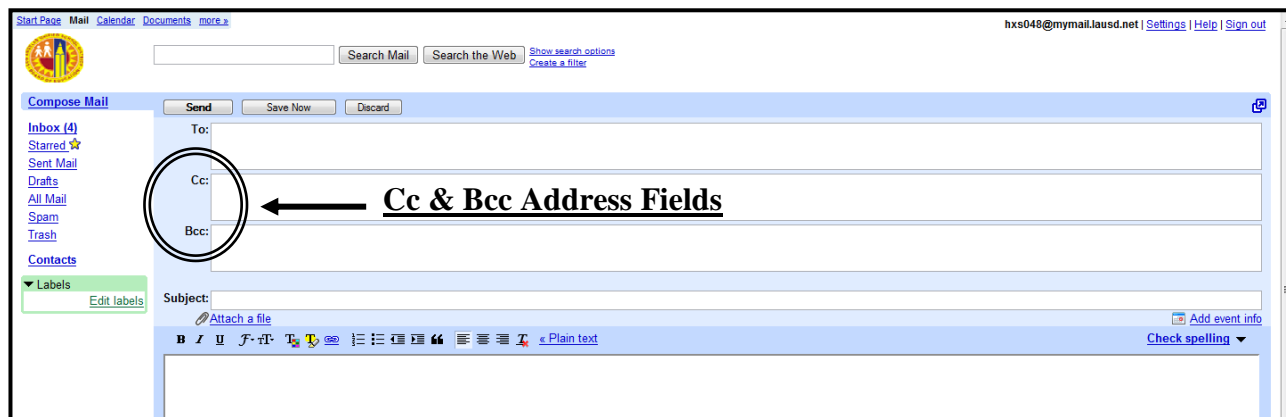 Start Page Mail Calendar Documents more »
hxs048@mymail.lausd.net | Settings | Help | Sign out
Search Mail Search the Web Show search options
Create a filter
Compose Mail
Send Save Now Discard
Inbox (4)
To:
Starred
Sent Mail
Drafts
Cc:
All Mail
Cc & Bcc Address Fields
Spam
Trash
Bcc:
Contacts
Labels
Edit labels
Subject:
Attach a file
Add event info
B I U F T T T T « Plain text
Check spelling